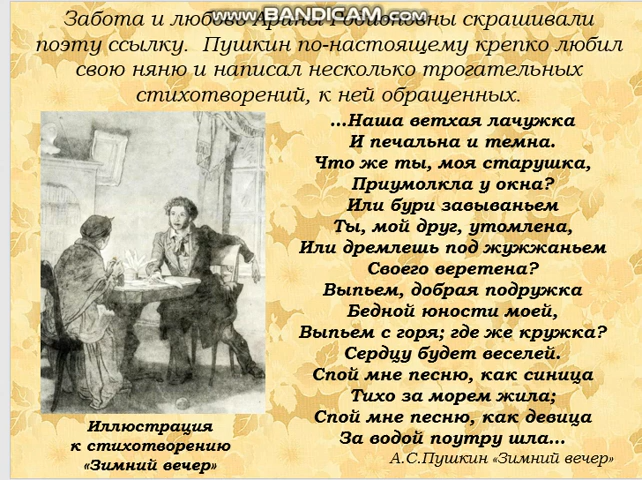 www.BANDICAM.com
Забота и любовь Арины Родионовны скрашивали
поэту ссылку. Пушкин по-настоящему крепко любил
свою няню и написал несколько трогательных
стихотворений, к ней обращенных.
...Наша ветхая лачужка
И печальна и темна.
Что же ты, моя старушка,
Приумолкла у окна?
Или бури завываньем
Ты, мой друг, утомлена,
Или дремлешь под жужжаньем
Своего веретена?
Выпьем, добрая подружка
Бедной юности моей,
Выпьем с горя; где же кружка?
Сердцу будет веселей.
Спой мне песню, как синица
Тихо за морем жила;
Спой мне песню, как девица
За водой поутру шла...
А.С.Пушкин «Зимний вечер»
Иллюстрация
к стихотворению
«Зимний вечер»